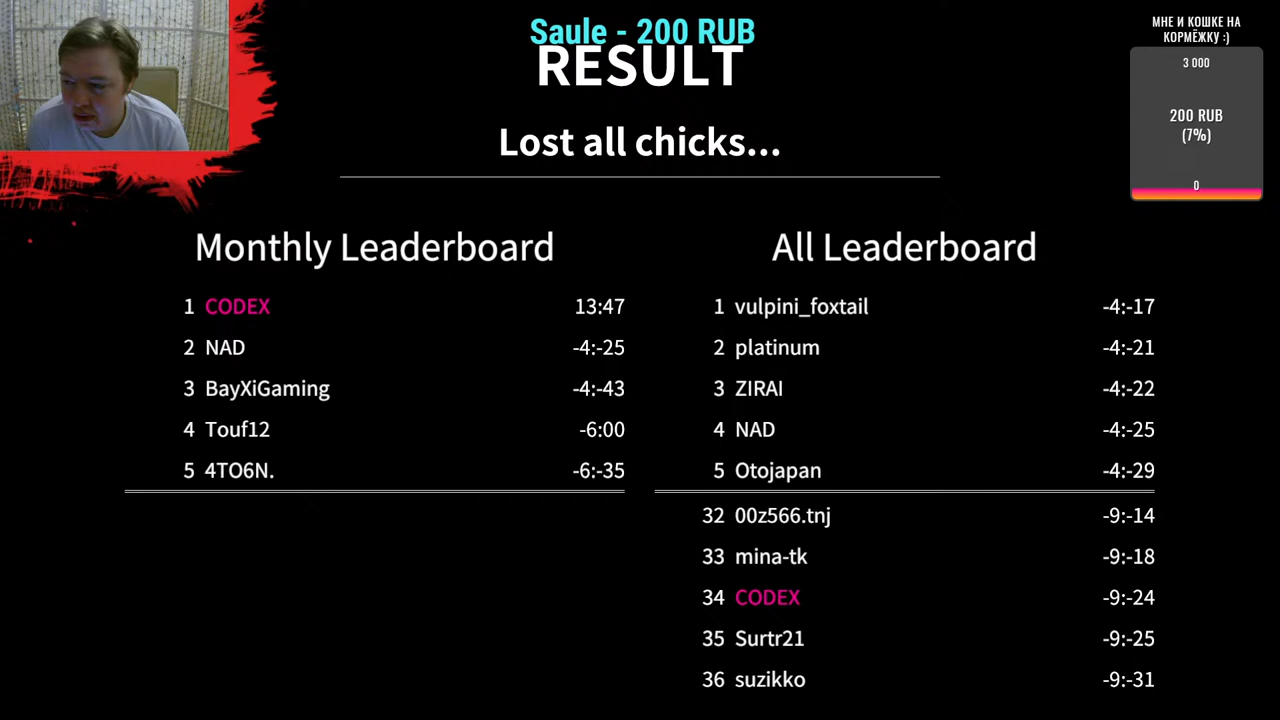 Saule - 200 RUB
RESULT
Lost all chicks...
МНЕ И КОШКЕ НА
КОРМЁЖКУ :)
3 000
200 RUB
(7%)
0
Monthly Leaderboard
1 CODEX 13:47
2 NAD -4:-25
3 BayXiGaming -4:-43
4 Touf12 -6:00
5 4TO6N. -6:-35
All Leaderboard
1 vulpini_foxtail -4:-17
2 platinum -4:-21
3 ZIRAI -4:-22
4 NAD -4:-25
5 Otojapan -4:-29
32 00z566.tnj -9:-14
33 mina-tk -9:-18
34 CODEX -9:-24
35 Surtr21 -9:-25
36 suzikko -9:-31